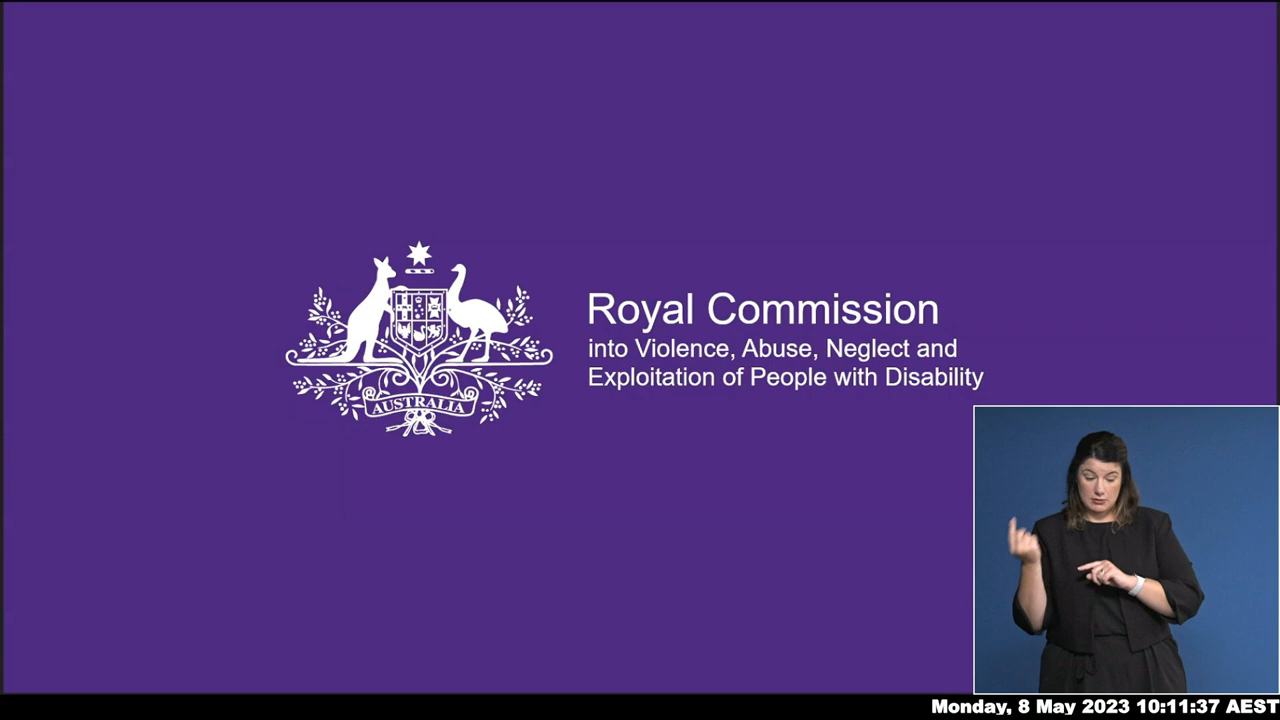 Royal Commission
into Violence, Abuse, Neglect and
Exploitation of People with Disability
AUSTRALIA
Monday, 8 May 2023 10:11:37 AEST